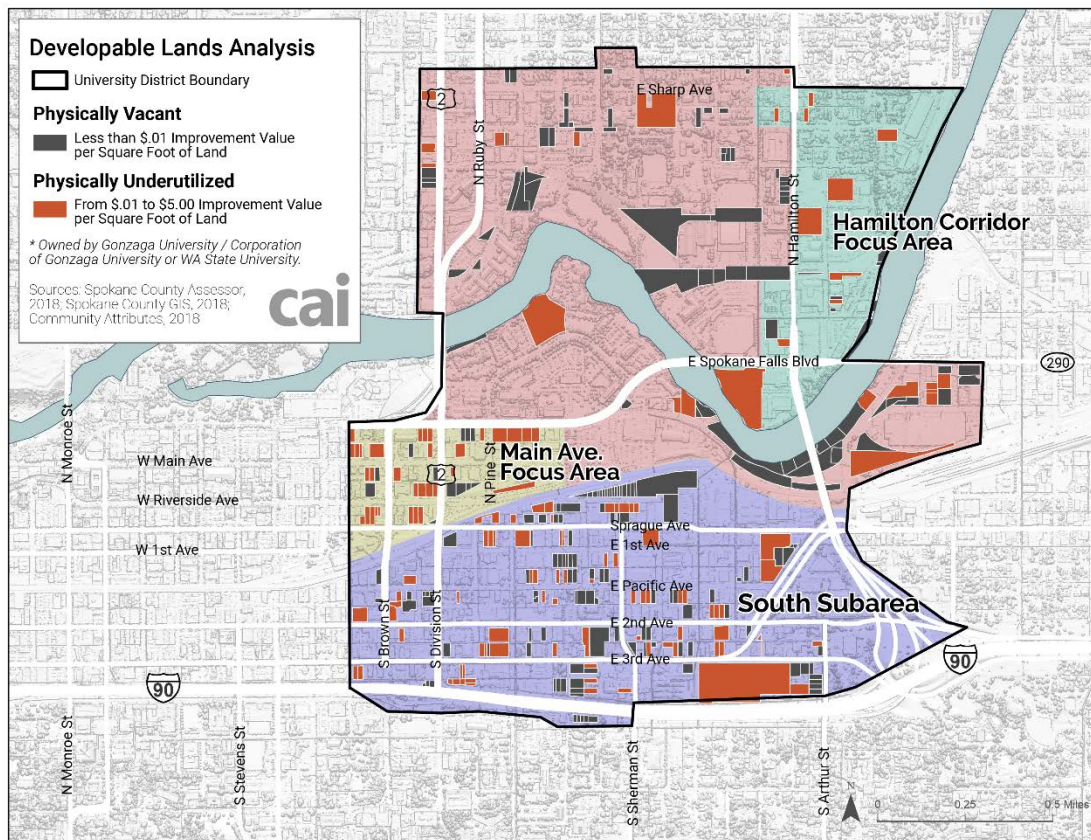 Developable Lands Analysis
University District Boundary
Physically Vacant
Less than $.01 Improvement Value
per Square Foot of Land
Physically Underutilized
From $.01 to $5.00 Improvement Value
per Square Foot of Land
* Owned by Gonzaga University / Corporation
of Gonzaga University or WA State University.
Sources: Spokane County Assessor,
2018; Spokane County GIS, 2018;
Community Attributes, 2018
cai
2
E Sharp Ave
N Ruby St
N Hamilton St
Hamilton Corridor
Focus Area
E Spokane Falls Blvd
290
N Monroe St
W Main Ave
W Riverside Ave
W 1st Ave
Main Ave.
Focus Area
2
N Pine St
Sprague Ave
E 1st Ave
E Pacific Ave
South Subarea
E 2nd Ave
E 3rd Ave
S Brown St
S Division St
90
90
N Monroe St
S Stevens St
S Sherman St
S Arthur St
N
0
0.25
0.5 Miles